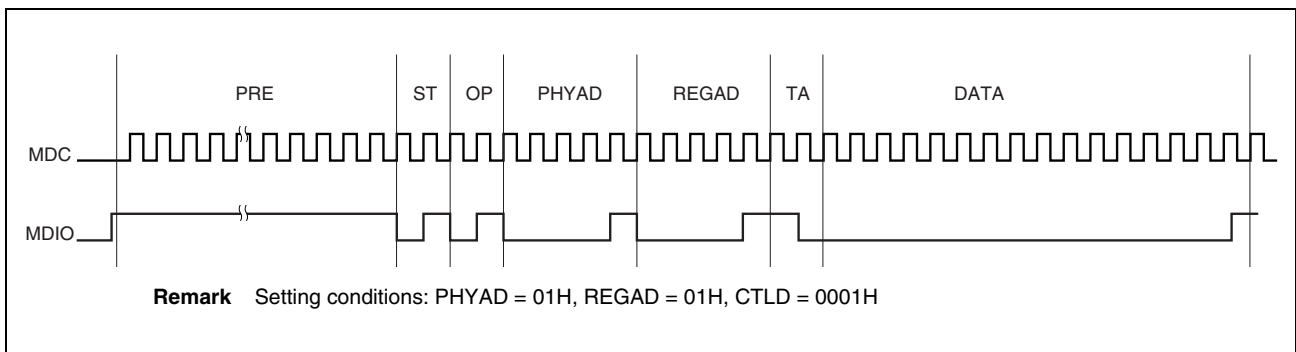 PRE ST OP PHYAD REGAD TA DATA
MDC
MDIO
Remark Setting conditions: PHYAD = 01H, REGAD = 01H, CTLD = 0001H